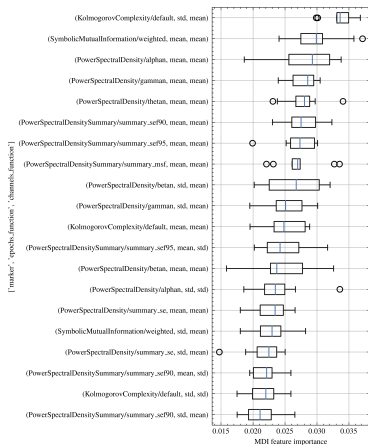 (KolmogorovComplexity/default, std, mean)
(SymbolicMutualInformation/weighted, mean, mean)
(PowerSpectralDensity/alphan, mean, mean)
(PowerSpectralDensity/gamman, mean, mean)
(PowerSpectralDensity/thetan, mean, mean)
(PowerSpectralDensitySummary/summary_sef90, mean, mean)
(PowerSpectralDensitySummary/summary_sef95, mean, mean)
(PowerSpectralDensitySummary/summary_msf, mean, mean)
(PowerSpectralDensity/betan, std, mean)
(PowerSpectralDensity/gamman, std, mean)
(KolmogorovComplexity/default, mean, mean)
(PowerSpectralDensitySummary/summary_sef95, mean, std)
(PowerSpectralDensity/betan, mean, mean)
(PowerSpectralDensity/alphan, std, std)
(PowerSpectralDensity/summary_se, mean, mean)
(SymbolicMutualInformation/weighted, std, mean)
(PowerSpectralDensity/summary_se, std, mean)
(PowerSpectralDensitySummary/summary_sef90, mean, std)
(KolmogorovComplexity/default, std, std)
(PowerSpectralDensitySummary/summary_sef90, std, mean)
['marker', 'epochs_function', 'channels_function']
0.015 0.020 0.025 0.030 0.035
MDI feature importance